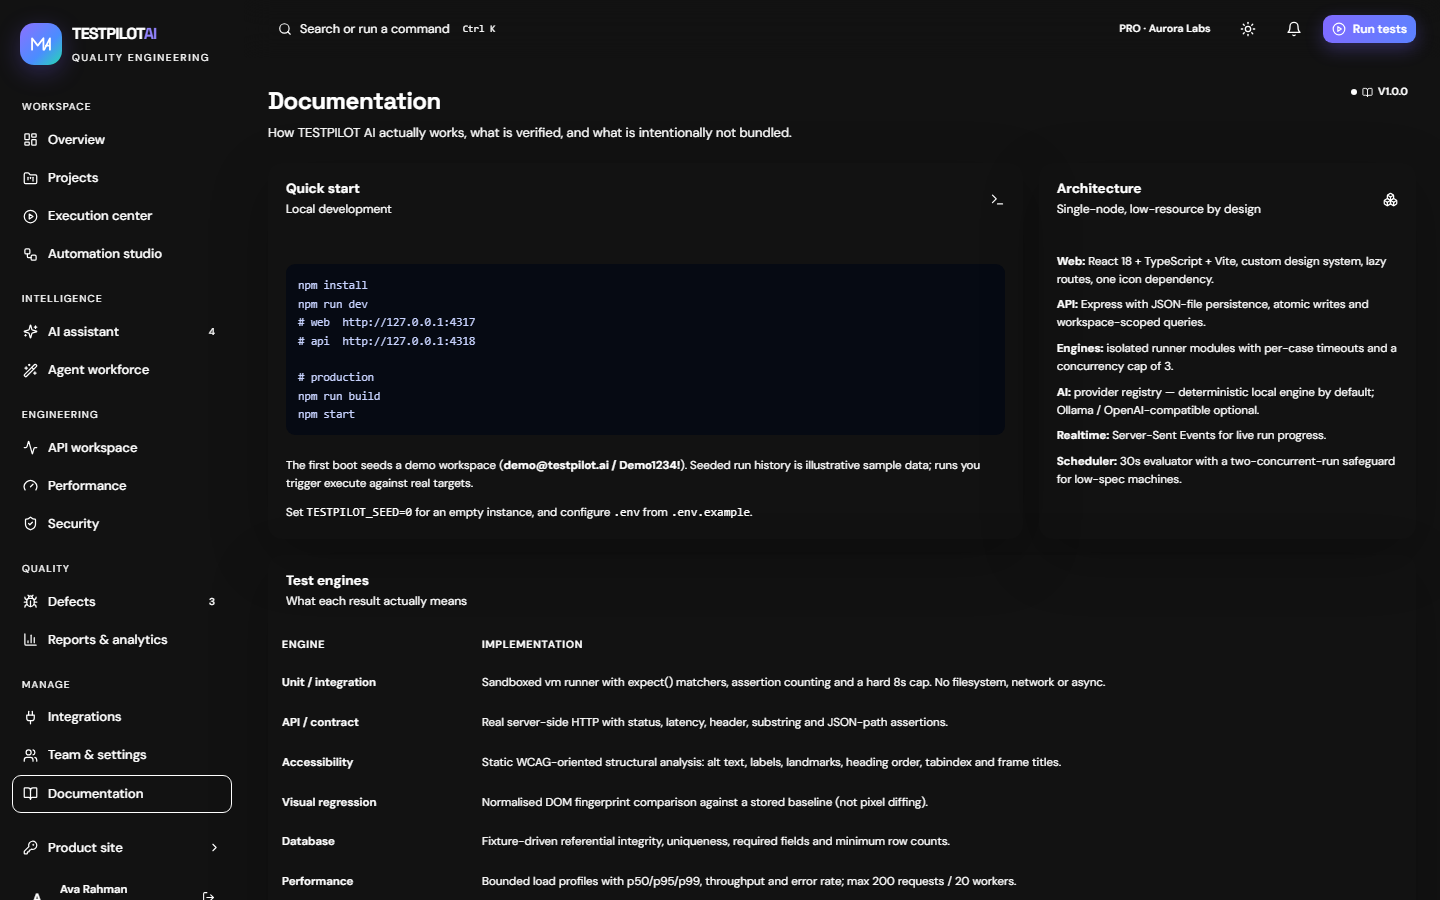 TESTPILOTAI
QUALITY ENGINEERING
Search or run a command Ctrl K
PRO · Aurora Labs
Run tests
WORKSPACE
Overview
Projects
Execution center
Automation studio
INTELLIGENCE
AI assistant 4
Agent workforce
ENGINEERING
API workspace
Performance
Security
QUALITY
Defects 3
Reports & analytics
MANAGE
Integrations
Team & settings
Documentation
Product site
Ava Rahman
A
Documentation
How TESTPILOT AI actually works, what is verified, and what is intentionally not bundled.
V1.0.0
Quick start
Local development
npm install
npm run dev
# web  http://127.0.0.1:4317
# api  http://127.0.0.1:4318
# production
npm run build
npm start
The first boot seeds a demo workspace (demo@testpilot.ai / Demo1234!). Seeded run history is illustrative sample data; runs you
trigger execute against real targets.
Set TESTPILOT_SEED=0 for an empty instance, and configure .env from .env.example.
Architecture
Single-node, low-resource by design
Web: React 18 + TypeScript + Vite, custom design system, lazy
routes, one icon dependency.
API: Express with JSON-file persistence, atomic writes and
workspace-scoped queries.
Engines: isolated runner modules with per-case timeouts and a
concurrency cap of 3.
AI: provider registry — deterministic local engine by default;
Ollama / OpenAI-compatible optional.
Realtime: Server-Sent Events for live run progress.
Scheduler: 30s evaluator with a two-concurrent-run safeguard
for low-spec machines.
Test engines
What each result actually means
ENGINE IMPLEMENTATION
Unit / integration Sandboxed vm runner with expect() matchers, assertion counting and a hard 8s cap. No filesystem, network or async.
API / contract Real server-side HTTP with status, latency, header, substring and JSON-path assertions.
Accessibility Static WCAG-oriented structural analysis: alt text, labels, landmarks, heading order, tabindex and frame titles.
Visual regression Normalised DOM fingerprint comparison against a stored baseline (not pixel diffing).
Database Fixture-driven referential integrity, uniqueness, required fields and minimum row counts.
Performance Bounded load profiles with p50/p95/p99, throughput and error rate; max 200 requests / 20 workers.